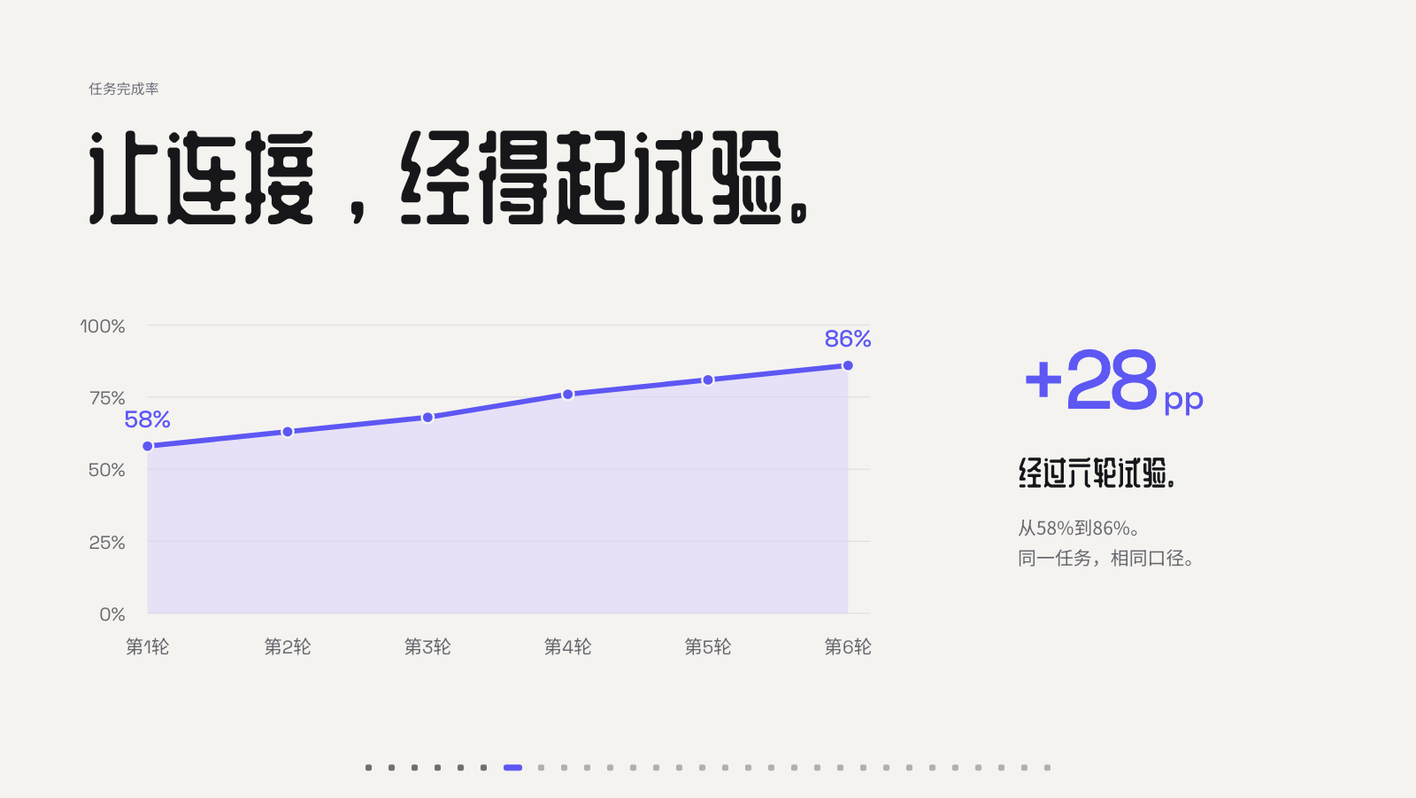 任务完成率
让连接，经得起试验。
100%
75%
50%
25%
0%
58%
86%
第1轮
第2轮
第3轮
第4轮
第5轮
第6轮
+28pp
经过六轮试验。
从58%到86%。
同一任务，相同口径。